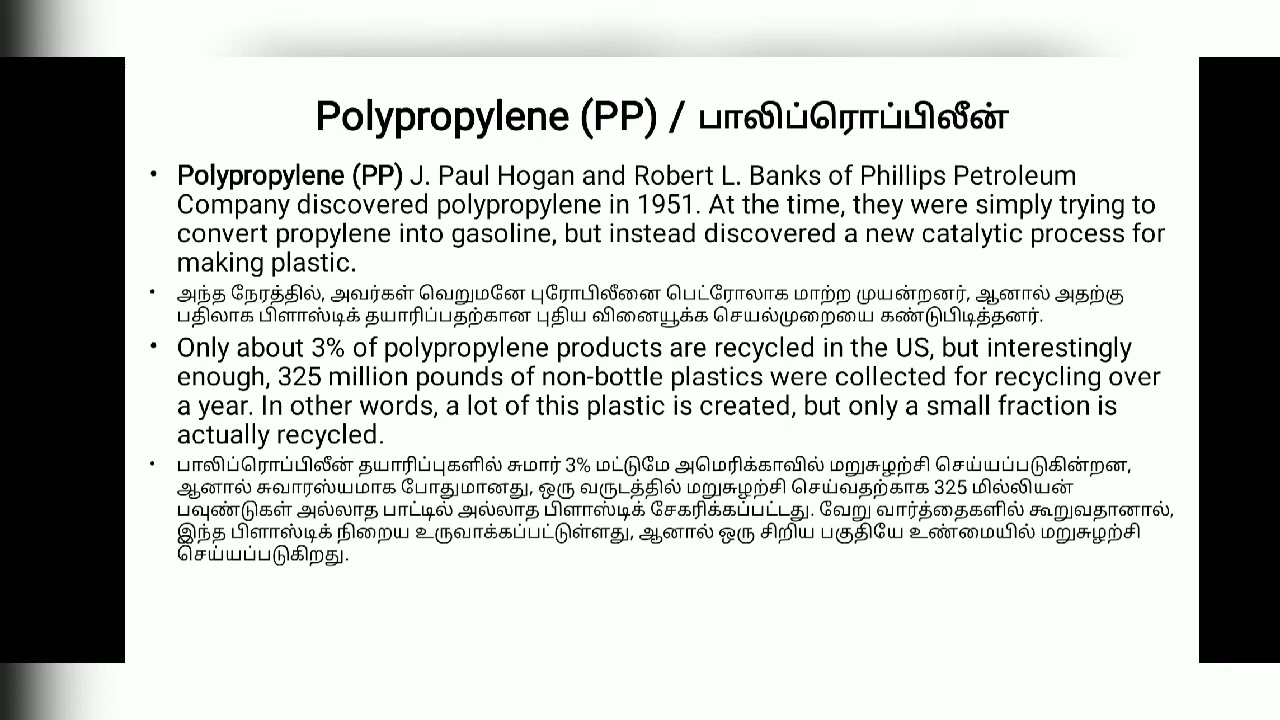 Polypropylene (PP) / பாலிப்ரொப்பிலீன்
• Polypropylene (PP) J. Paul Hogan and Robert L. Banks of Phillips Petroleum
Company discovered polypropylene in 1951. At the time, they were simply trying to
convert propylene into gasoline, but instead discovered a new catalytic process for
making plastic.
• அந்த நேரத்தில், அவர்கள் வெறுமனே புரோபிலீனை பெட்ரோலாக மாற்ற முயன்றனர், ஆனால் அதற்கு
பதிலாக பிளாஸ்டிக் தயாரிப்பதற்கான புதிய வினையூக்க செயல்முறையை கண்டுபிடித்தனர்.
• Only about 3% of polypropylene products are recycled in the US, but interestingly
enough, 325 million pounds of non-bottle plastics were collected for recycling over
a year. In other words, a lot of this plastic is created, but only a small fraction is
actually recycled.
• பாலிப்ரொப்பிலீன் தயாரிப்புகளில் சுமார் 3% மட்டுமே அமெரிக்காவில் மறுசுழற்சி செய்யப்படுகின்றன,
ஆனால் சுவாரஸ்யமாக போதுமானது, ஒரு வருடத்தில் மறுசுழற்சி செய்வதற்காக 325 மில்லியன்
பவுண்டுகள் அல்லாத பாட்டில் அல்லாத பிளாஸ்டிக் சேகரிக்கப்பட்டது. வேறு வார்த்தைகளில் கூறுவதானால்,
இந்த பிளாஸ்டிக் நிறைய உருவாக்கப்பட்டுள்ளது, ஆனால் ஒரு சிறிய பகுதியே உண்மையில் மறுசுழற்சி
செய்யப்படுகிறது.